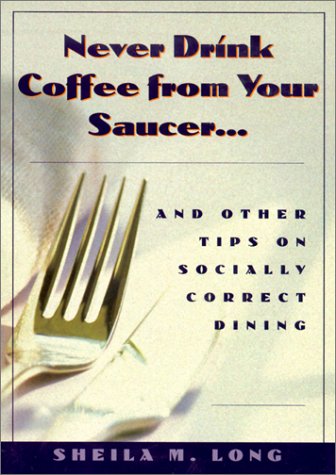 Never Drink
Coffee from Your
Saucer...
AND OTHER
TIPS ON
SOCIALLY
CORRECT
DINING
SHEILA M. LONG